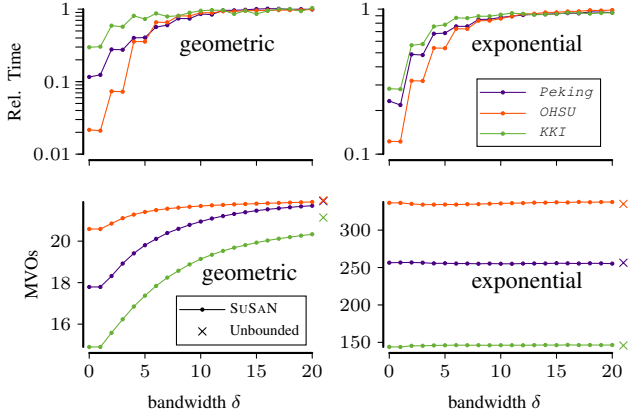 Rel. Time
1
0.1
0.01
geometric
1
0.1
exponential
Peking
OHSU
KKI
MVOs
20
18
16
geometric
SUSAN
Unbounded
0 5 10 15 20
bandwidth δ
300
250
150
exponential
0 5 10 15 20
bandwidth δ